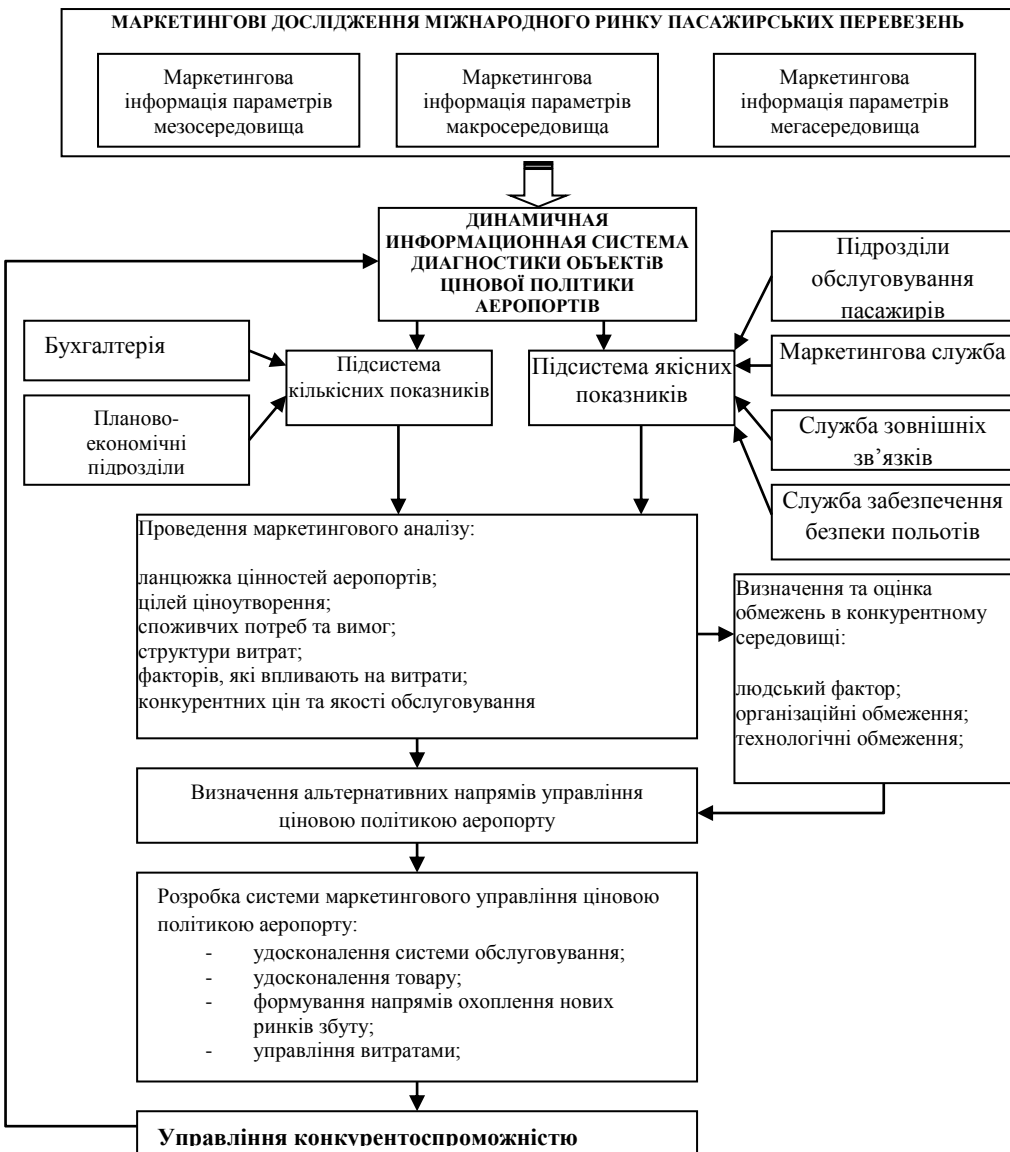 МАРКЕТИНГОВІ ДОСЛІДЖЕННЯ МІЖНАРОДНОГО РИНКУ ПАСАЖИРСЬКИХ ПЕРЕВЕЗЕНЬ
Маркетингова
інформація параметрів
мезосередовища
Маркетингова
інформація параметрів
макросередовища
Маркетингова
інформація параметрів
мегасередовища
ДИНАМИЧНАЯ
ИНФОРМАЦИОННАЯ СИСТЕМА
ДИАГНОСТИКИ ОБЪЕКТіВ
ЦІНОВОЇ ПОЛІТИКИ
АЕРОПОРТІВ
Бухгалтерія
Планово-
економічні
підрозділи
Підсистема
кількісних показників
Підсистема якісних
показників
Підрозділи
обслуговування
пасажирів
Маркетингова служба
Служба зовнішніх
зв’язків
Служба забезпечення
безпеки польотів
Проведення маркетингового аналізу:
ланцюжка цінностей аеропортів;
цілей ціноутворення;
споживчих потреб та вимог;
структури витрат;
факторів, які впливають на витрати;
конкурентних цін та якості обслуговування
Визначення та оцінка
обмежень в конкурентному
середовищі:
людський фактор;
організаційні обмеження;
технологічні обмеження;
Визначення альтернативних напрямів управління
ціновою політикою аеропорту
Розробка системи маркетингового управління ціновою
політикою аеропорту:
- удосконалення системи обслуговування;
- удосконалення товару;
- формування напрямів охоплення нових
ринків збуту;
- управління витратами;
Управління конкурентоспроможністю